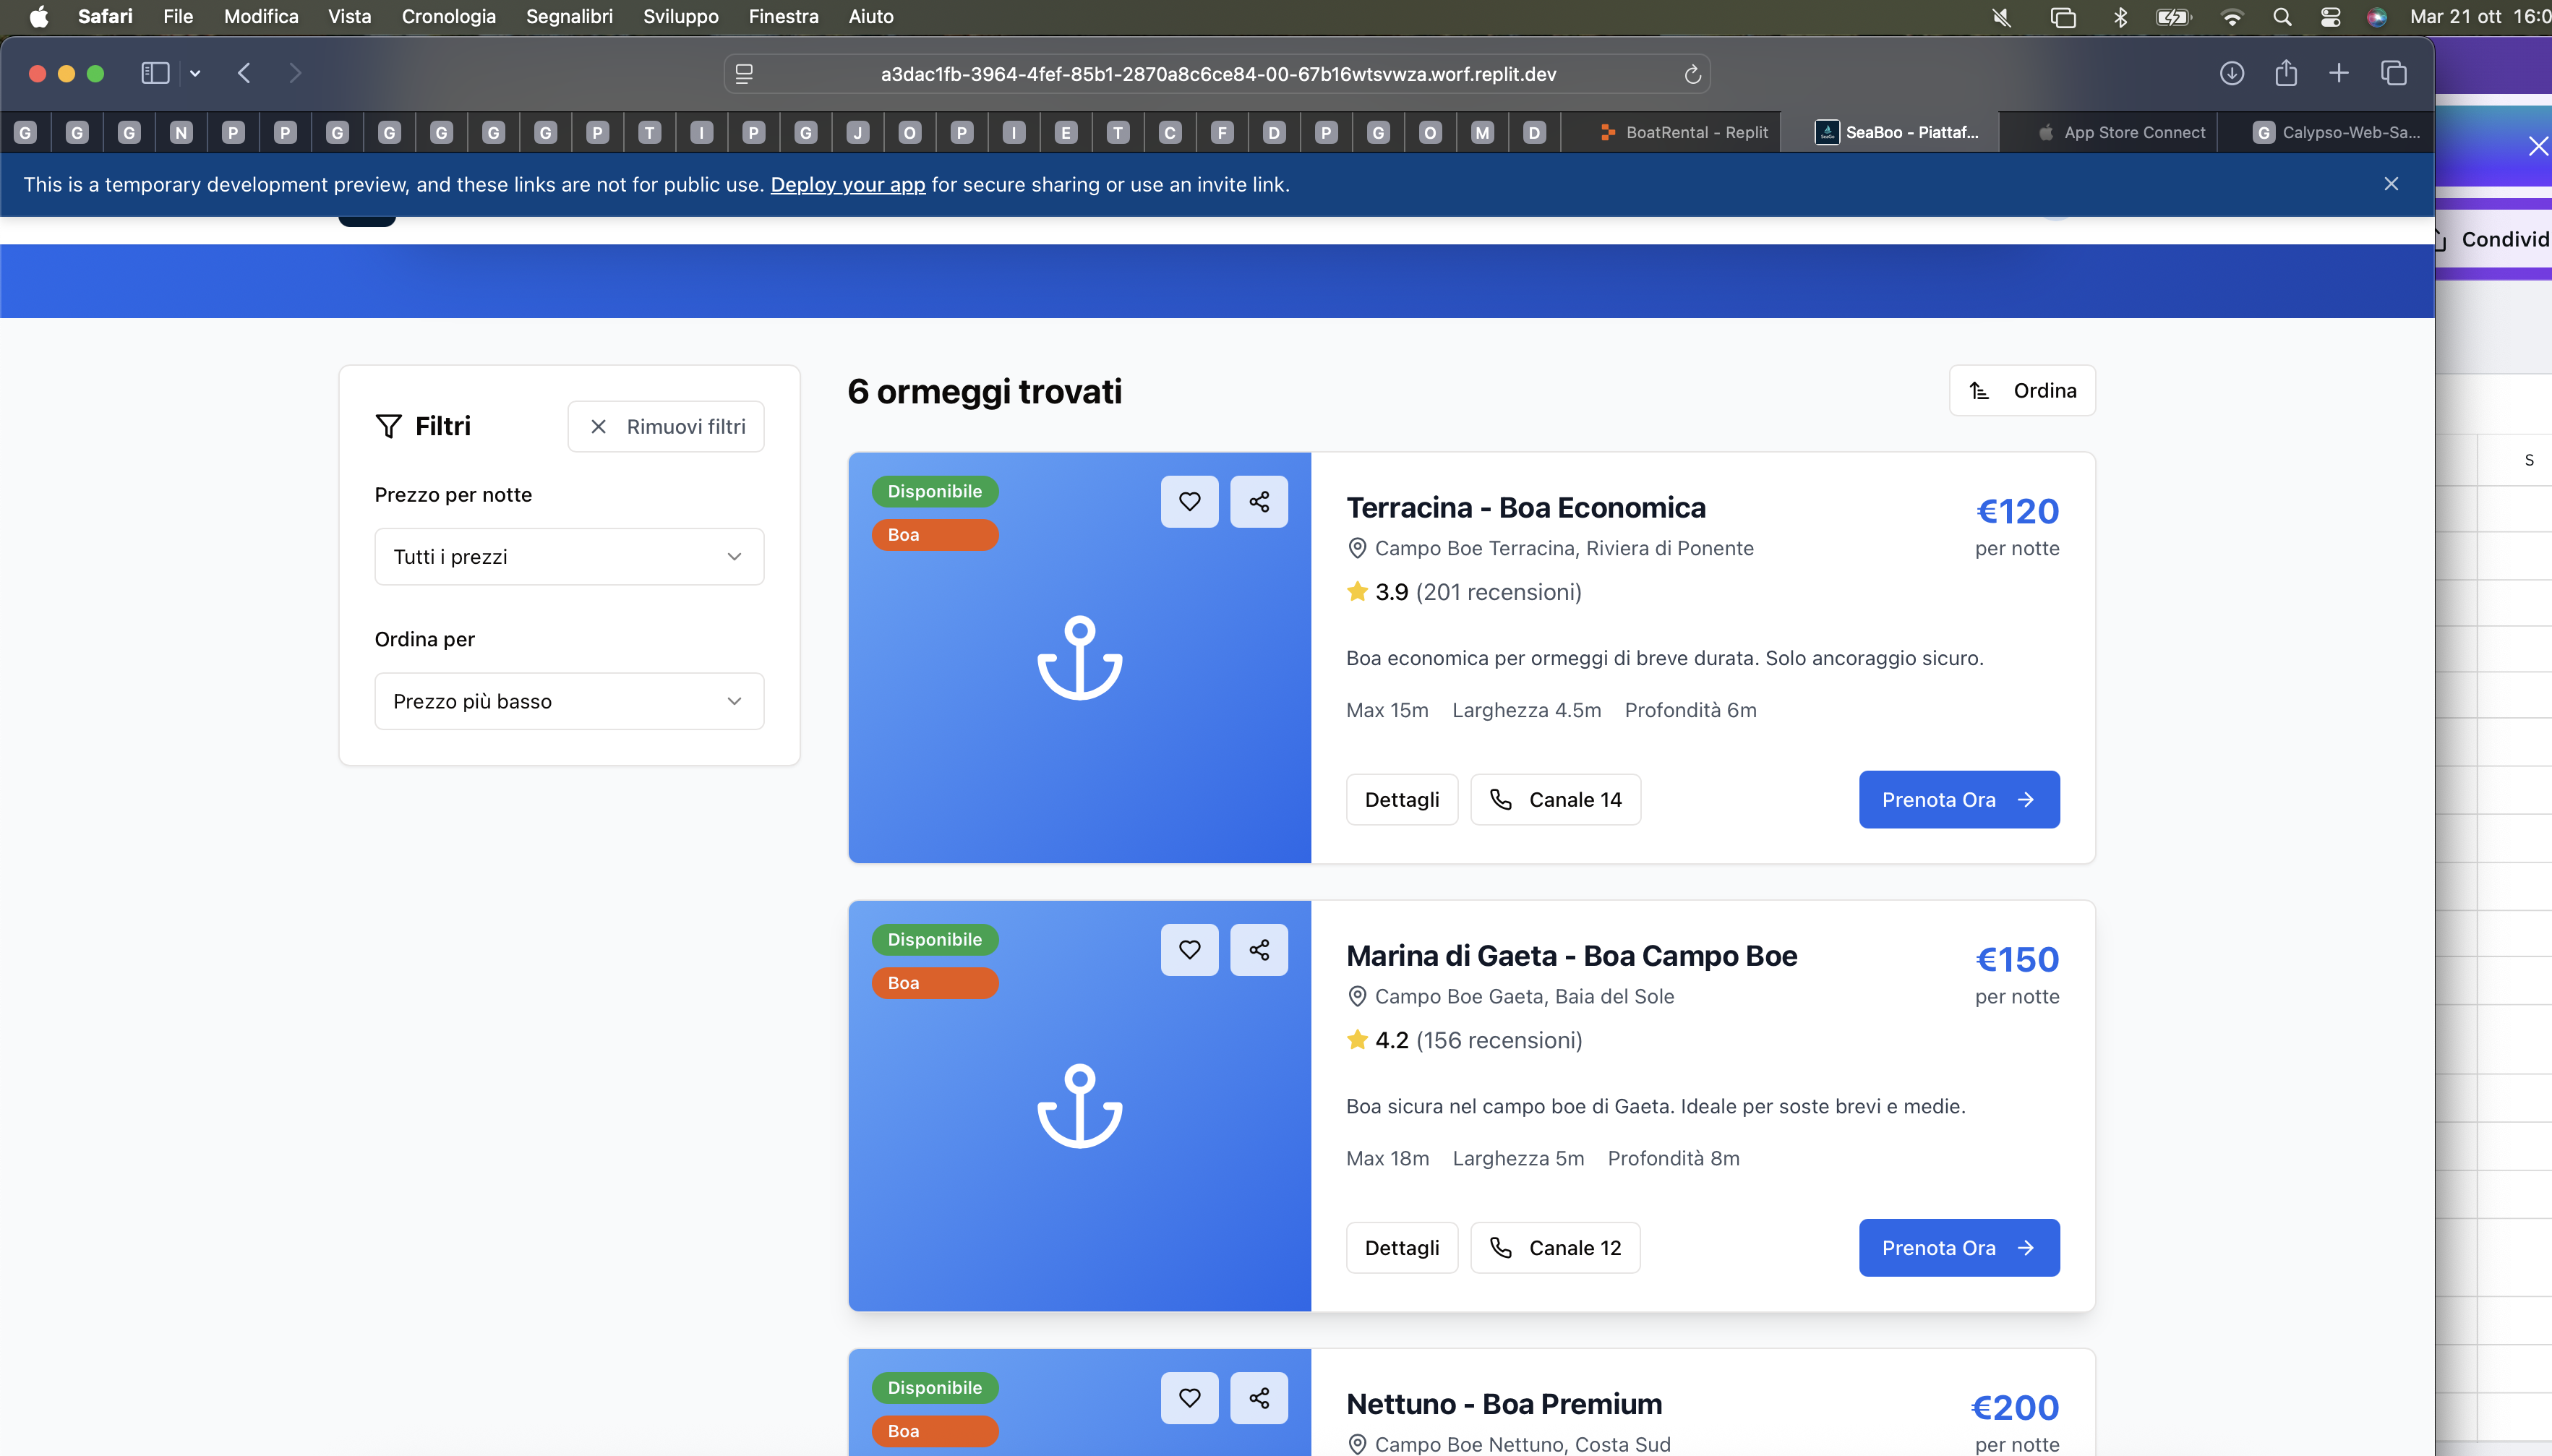 Safari File Modifica Vista Cronologia Segnalibri Sviluppo Finestra Aiuto Mar 21 ott 16:0
a3dac1fb-3964-4fef-85b1-2870a8c6ce84-00-67b16wtsvwza.worf.replit.dev
G G G N P P G G G G G P T I P G J O P I E T C F D P G O M D BoatRental - Replit SeaBoo - Piattaf... App Store Connect G Calypso-Web-Sa...
This is a temporary development preview, and these links are not for public use. Deploy your app for secure sharing or use an invite link.
Condivid
S
Filtri
Rimuovi filtri
Prezzo per notte
Tutti i prezzi
Ordina per
Prezzo più basso
6 ormeggi trovati
Ordina
Disponibile
Boa
Terracina - Boa Economica
€120
Campo Boe Terracina, Riviera di Ponente
per notte
3.9 (201 recensioni)
Boa economica per ormeggi di breve durata. Solo ancoraggio sicuro.
Max 15m Larghezza 4.5m Profondità 6m
Dettagli
Canale 14
Prenota Ora
Disponibile
Boa
Marina di Gaeta - Boa Campo Boe
€150
Campo Boe Gaeta, Baia del Sole
per notte
4.2 (156 recensioni)
Boa sicura nel campo boe di Gaeta. Ideale per soste brevi e medie.
Max 18m Larghezza 5m Profondità 8m
Dettagli
Canale 12
Prenota Ora
Disponibile
Boa
Nettuno - Boa Premium
€200
Campo Boe Nettuno, Costa Sud
per notte